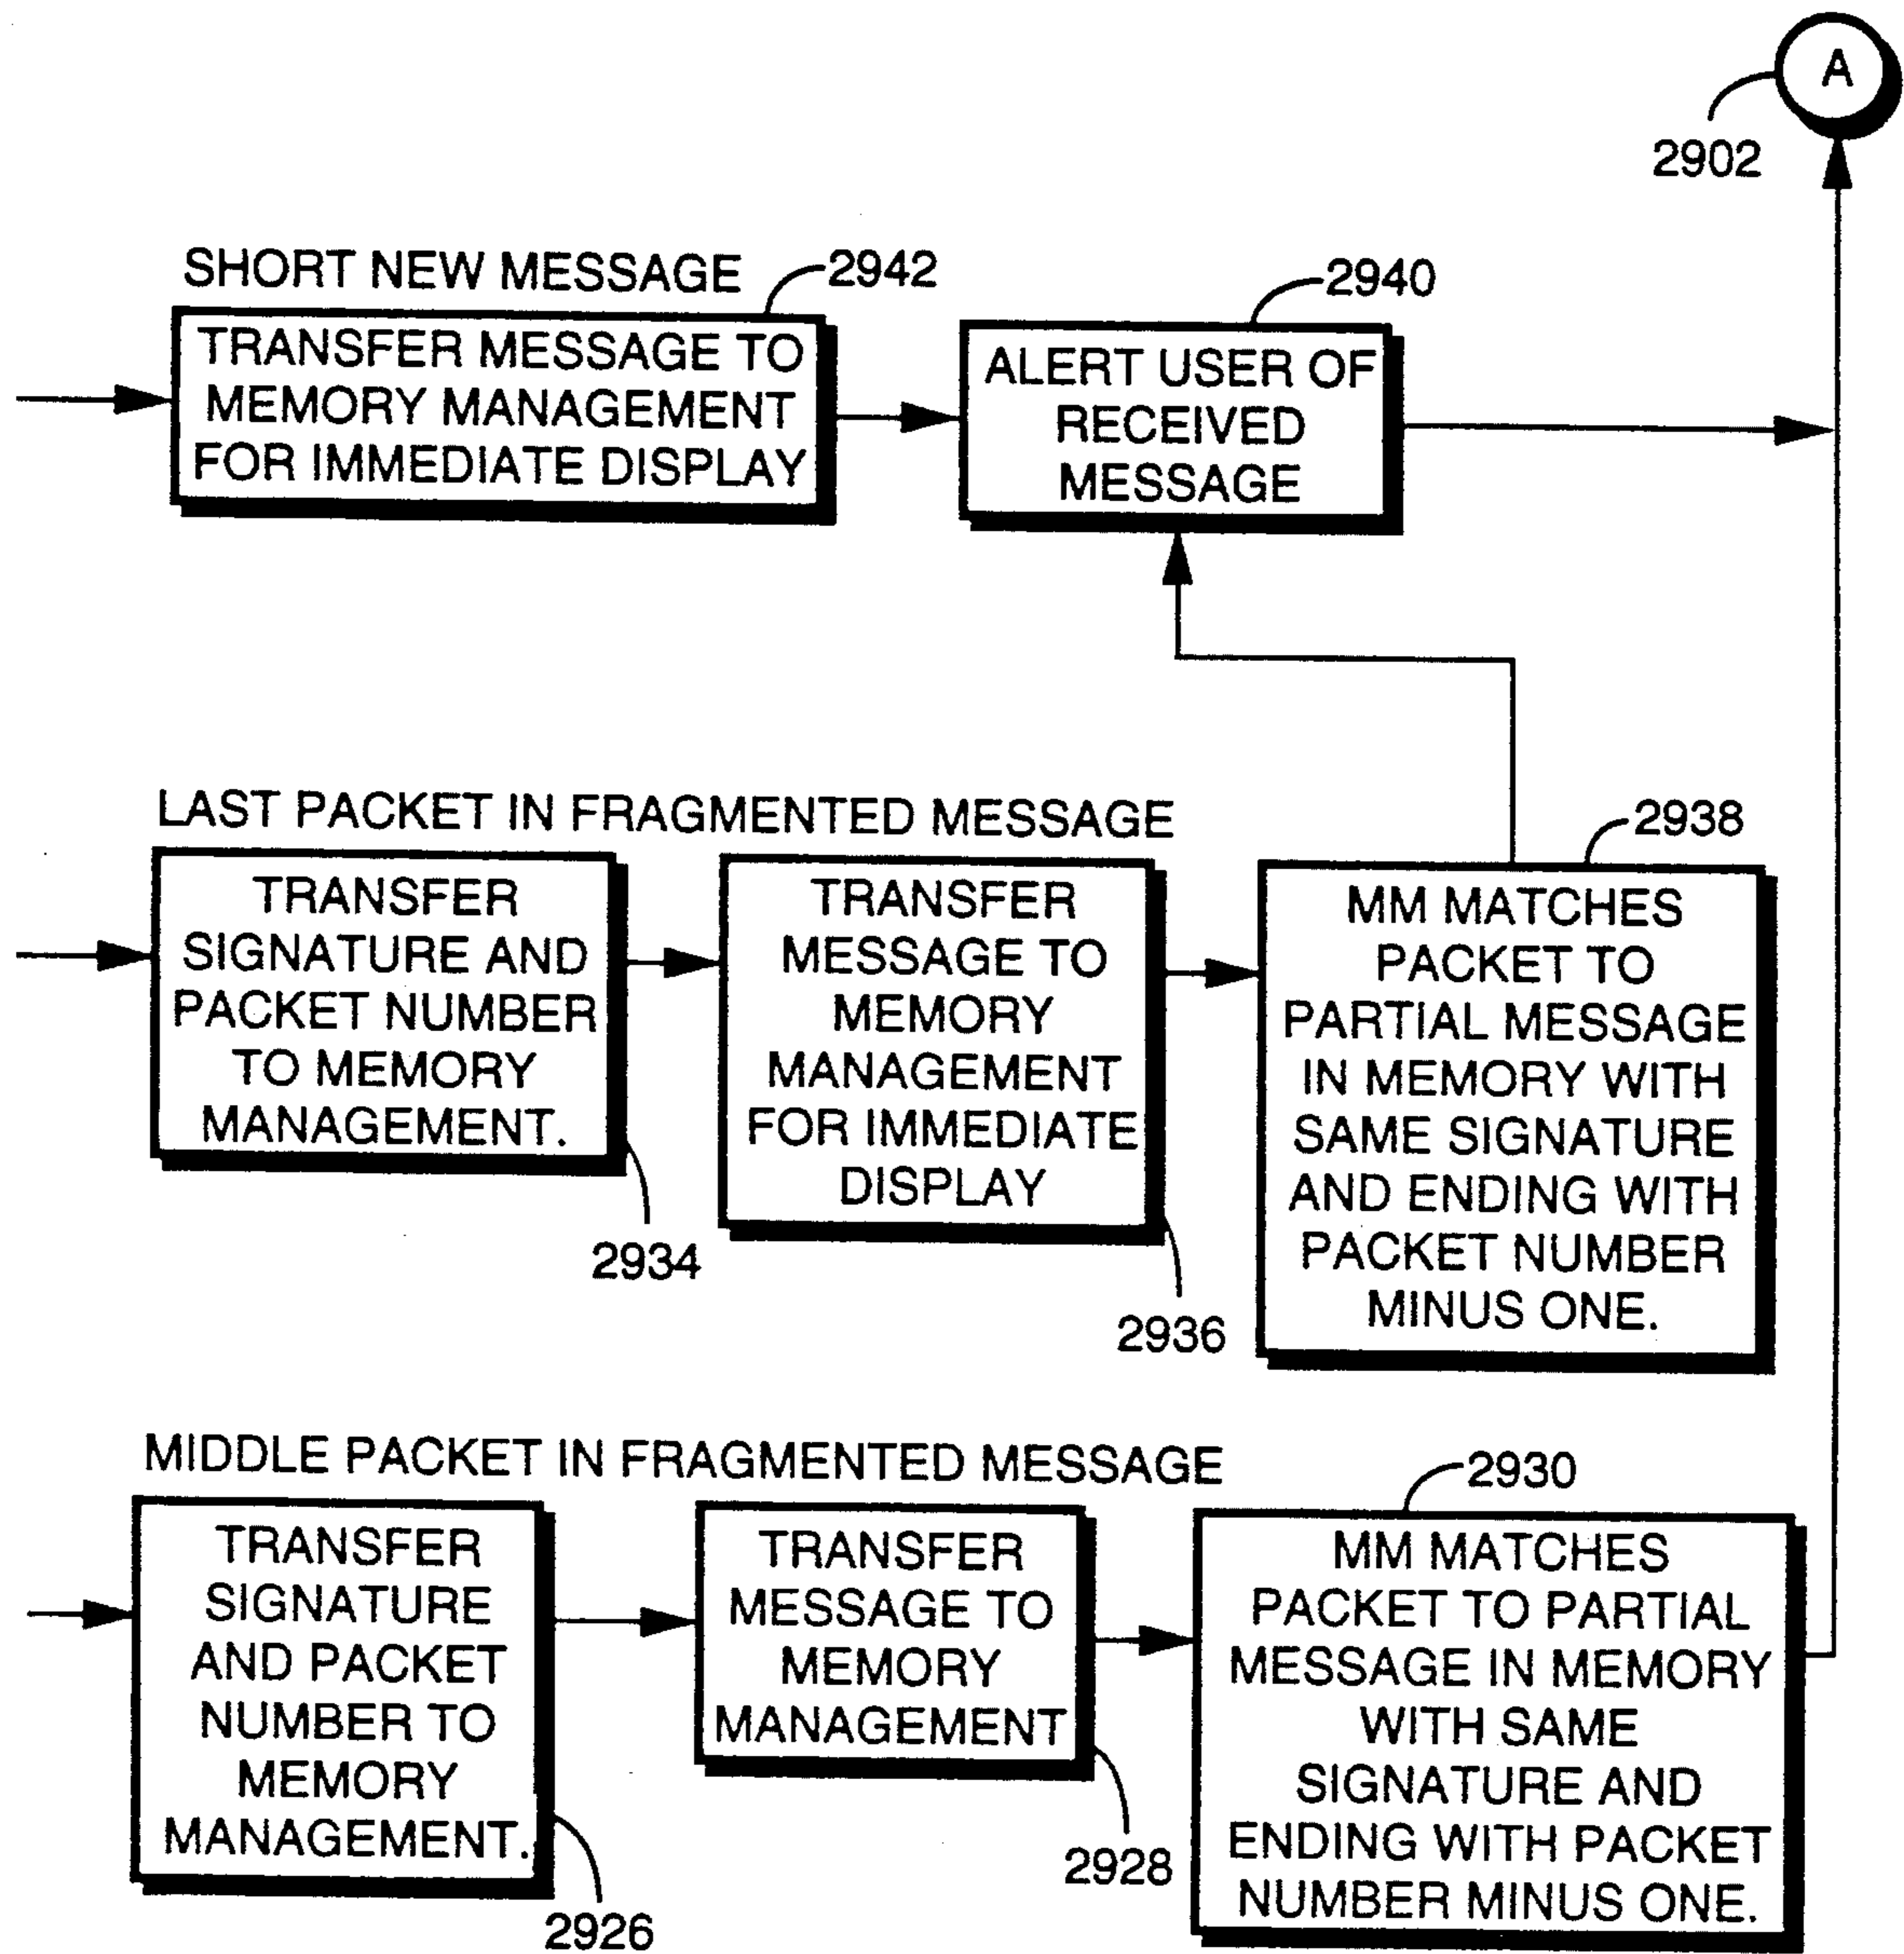 A
2902
SHORT NEW MESSAGE
2942
TRANSFER MESSAGE TO
MEMORY MANAGEMENT
FOR IMMEDIATE DISPLAY
2940
ALERT USER OF
RECEIVED
MESSAGE
LAST PACKET IN FRAGMENTED MESSAGE
TRANSFER
SIGNATURE AND
PACKET NUMBER
TO MEMORY
MANAGEMENT.
2934
TRANSFER
MESSAGE TO
MEMORY
MANAGEMENT
FOR IMMEDIATE
DISPLAY
2936
2938
MM MATCHES
PACKET TO
PARTIAL MESSAGE
IN MEMORY WITH
SAME SIGNATURE
AND ENDING WITH
PACKET NUMBER
MINUS ONE.
MIDDLE PACKET IN FRAGMENTED MESSAGE
TRANSFER
SIGNATURE
AND PACKET
NUMBER TO
MEMORY
MANAGEMENT.
2926
TRANSFER
MESSAGE TO
MEMORY
MANAGEMENT
2928
2930
MM MATCHES
PACKET TO PARTIAL
MESSAGE IN MEMORY
WITH SAME
SIGNATURE AND
ENDING WITH PACKET
NUMBER MINUS ONE.